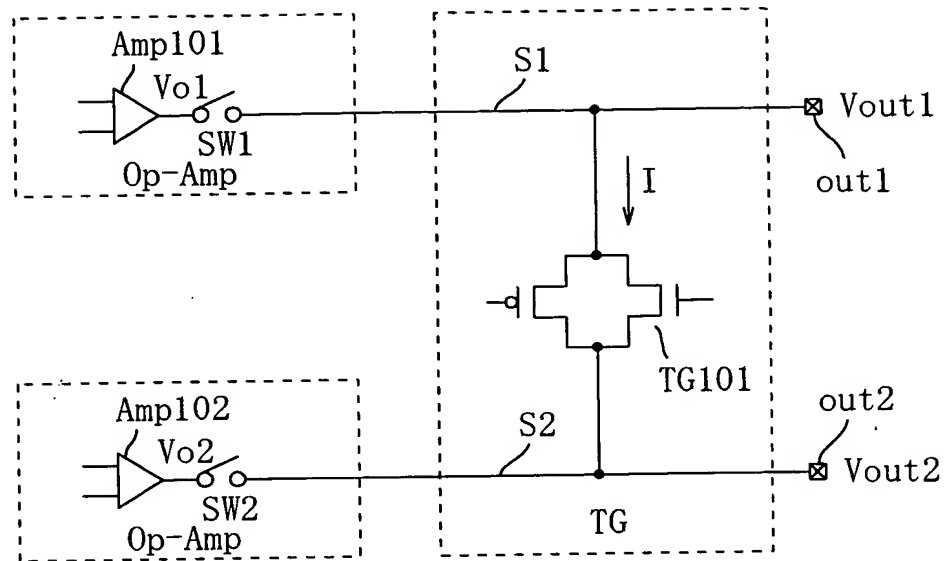 Amp101
Vo1
SW1
Op-Amp
S1
Vout1
out1
I
TG101
Amp102
Vo2
SW2
Op-Amp
S2
out2
Vout2
TG